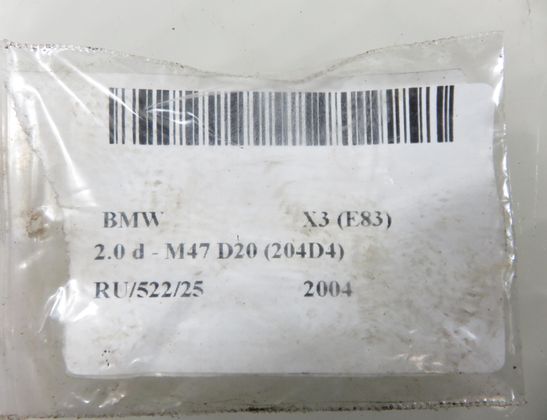 BMW X3 (E83)
2.0 d - M47 D20 (204D4)
RU/522/25 2004